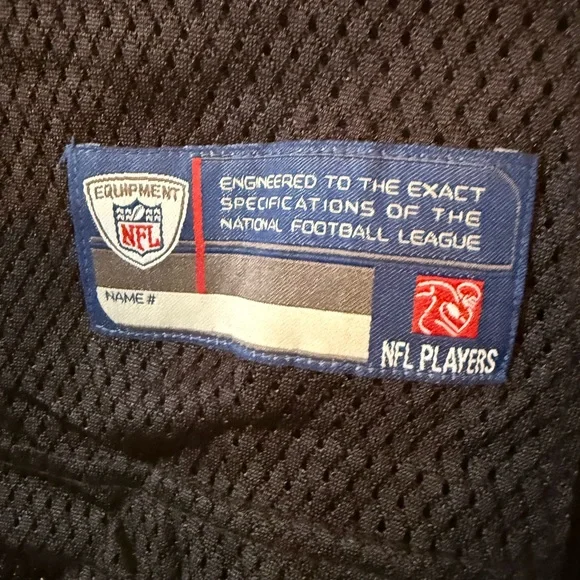 EQUIPMENT
NFL
ENGINEERED TO THE EXACT
SPECIFICATIONS OF THE
NATIONAL FOOTBALL LEAGUE
NAME #
NFL PLAYERS